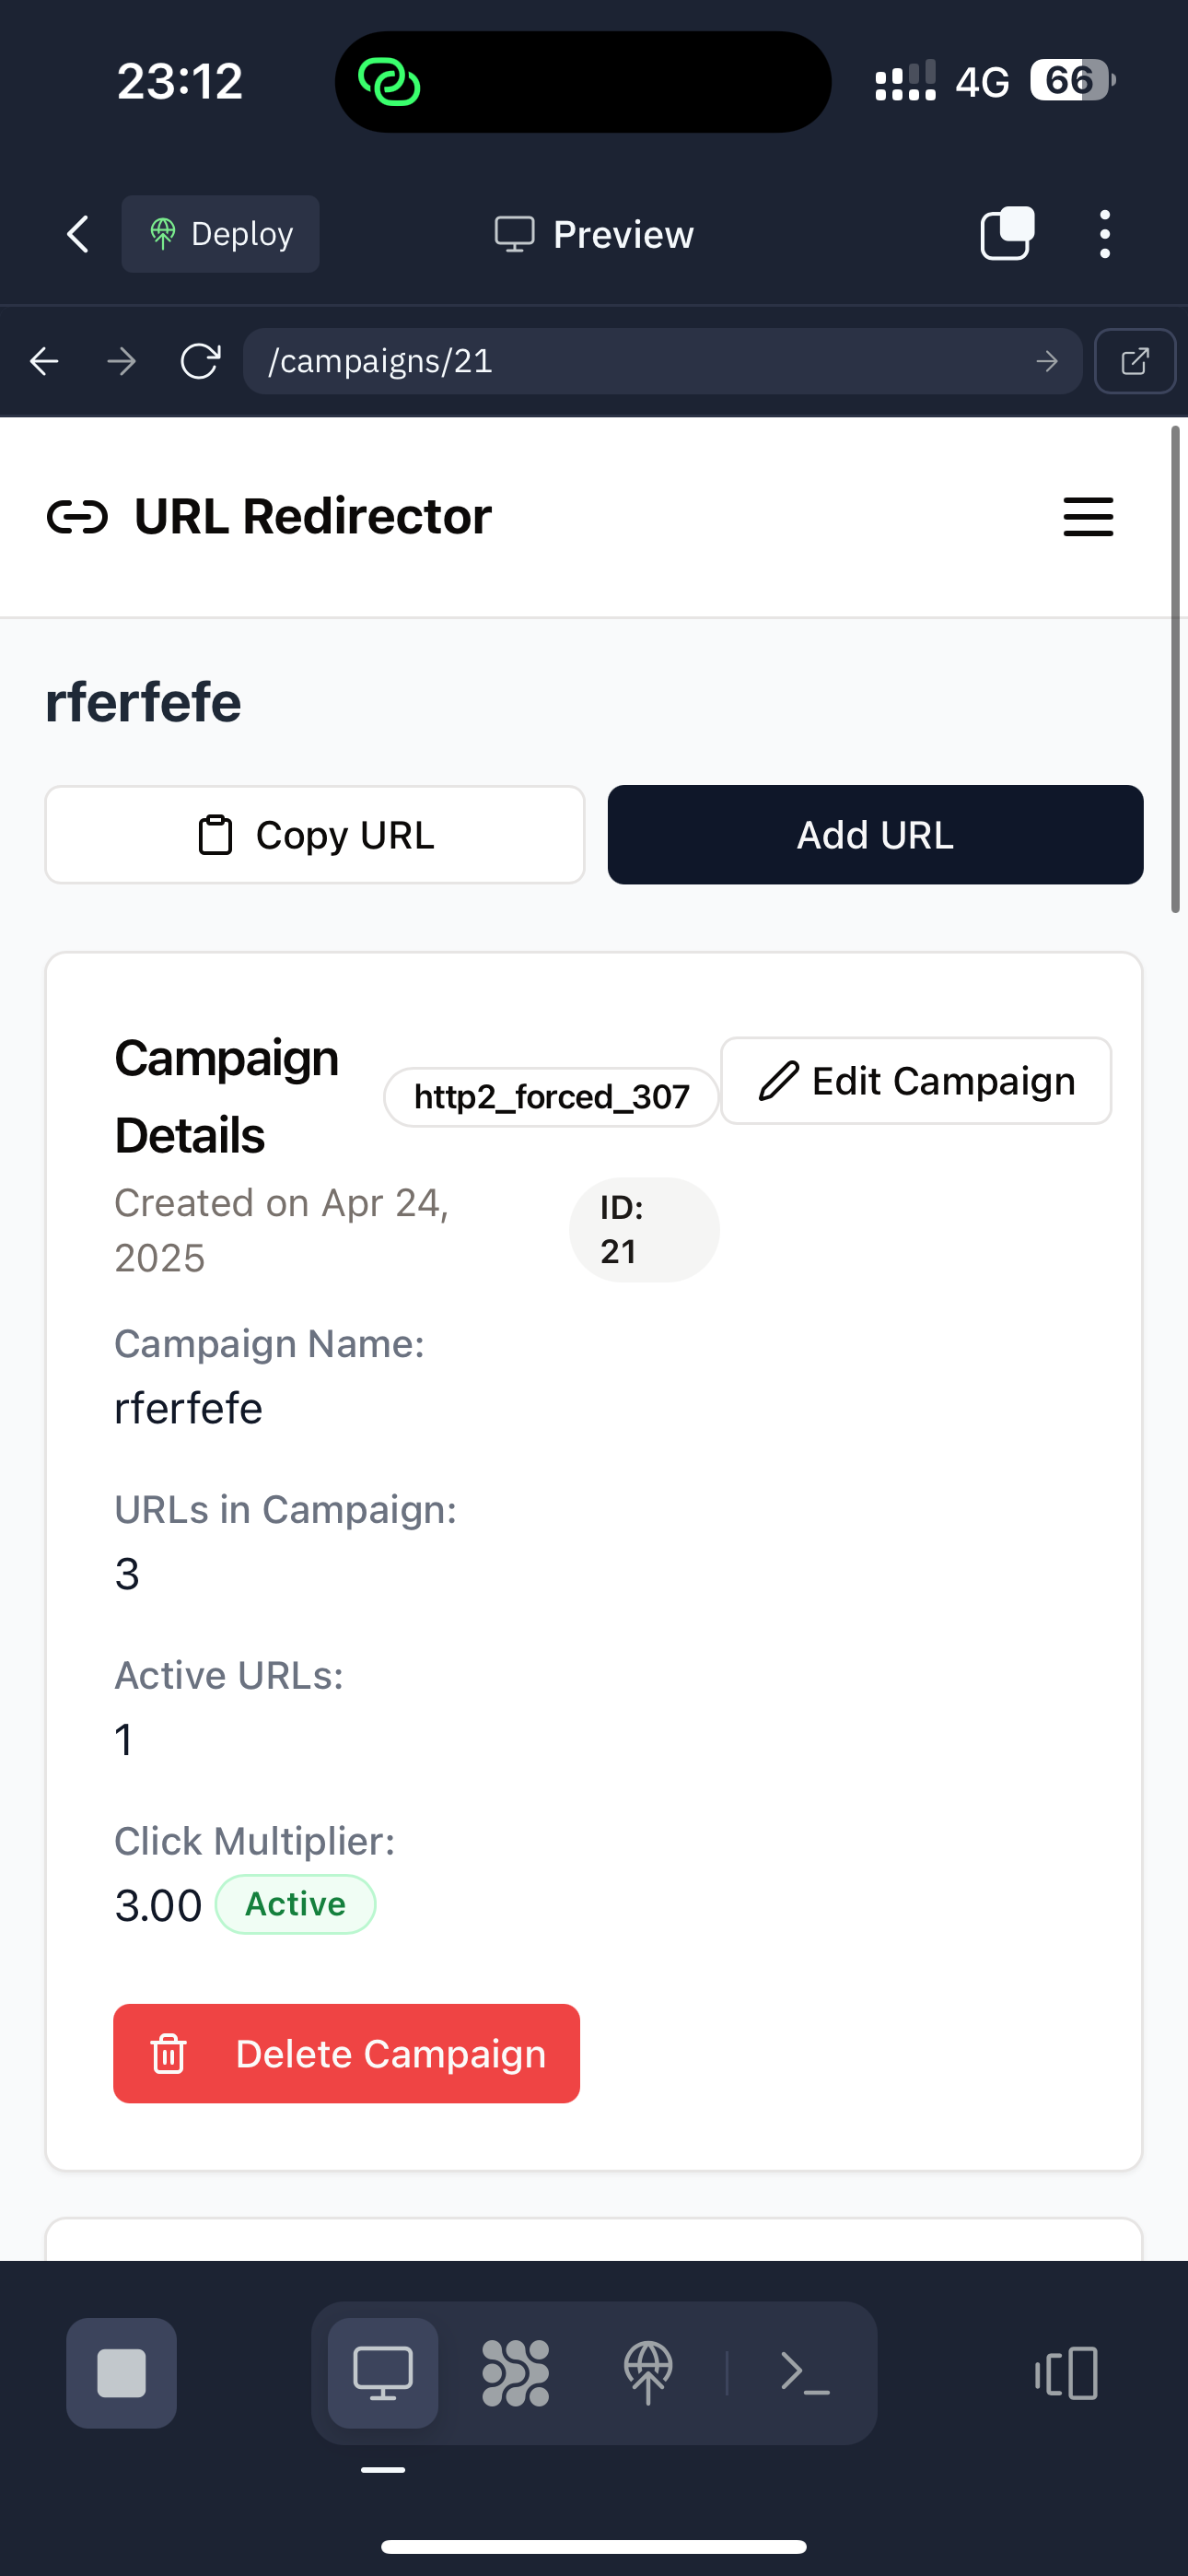 23:12
4G
66
Deploy
Preview
/campaigns/21
URL Redirector
rferfefe
Copy URL
Add URL
Campaign
Details
http2_forced_307
Edit Campaign
Created on Apr 24,
2025
ID:
21
Campaign Name:
rferfefe
URLs in Campaign:
3
Active URLs:
1
Click Multiplier:
3.00
Active
Delete Campaign